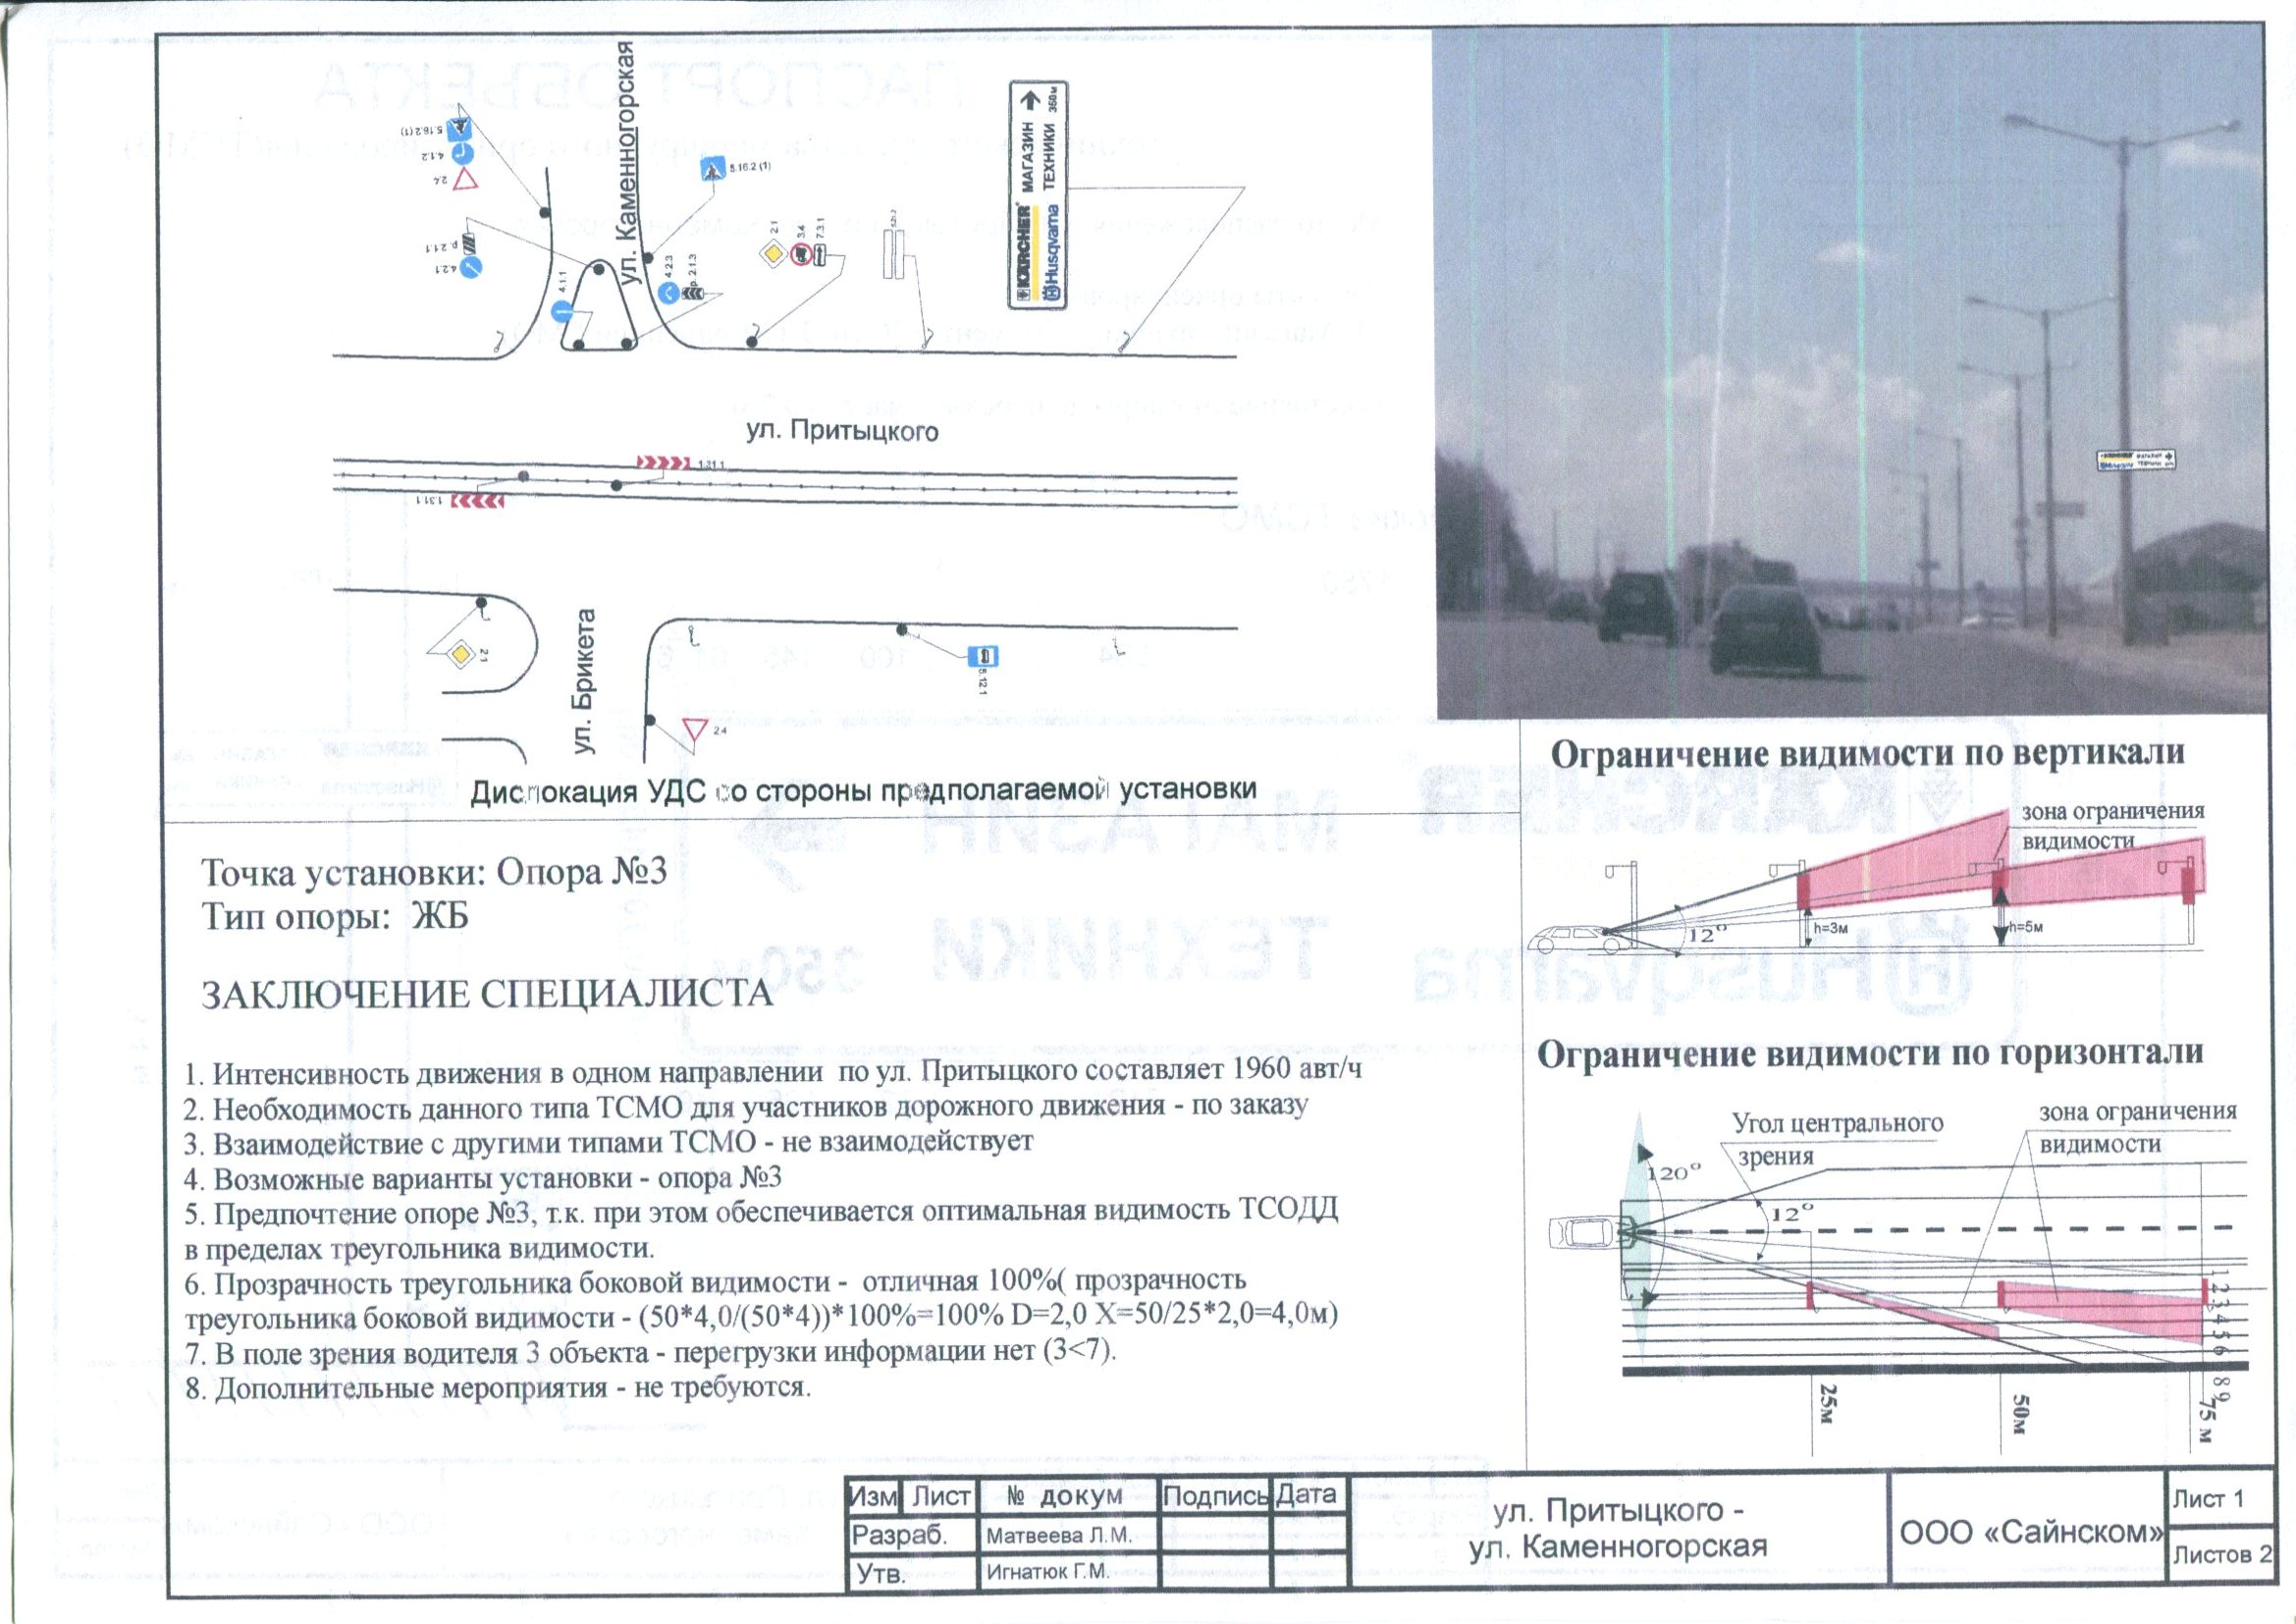 ул. Каменногорская
5.16.2 (1)
4.1.2
2.4
р. 2.1.1
4.2.1
4.1.1
5.16.2 (1)
4.2.3
р. 2.1.3
2.1
3.4
7.3.1
KÄRCHER МАГАЗИН
Husqvarna ТЕХНИКИ 350м
ул. Притыцкого
1.31.1
1.31.1
2.1
ул. Брикета
5.12.1
2.4
Дислокация УДС со стороны предполагаемой установки
Точка установки: Опора №3
Тип опоры: ЖБ
ЗАКЛЮЧЕНИЕ СПЕЦИАЛИСТА
1. Интенсивность движения в одном направлении по ул. Притыцкого составляет 1960 авт/ч
2. Необходимость данного типа ТСМО для участников дорожного движения - по заказу
3. Взаимодействие с другими типами ТСМО - не взаимодействует
4. Возможные варианты установки - опора №3
5. Предпочтение опоре №3, т.к. при этом обеспечивается оптимальная видимость ТСОДД
в пределах треугольника видимости.
6. Прозрачность треугольника боковой видимости - отличная 100%( прозрачность
треугольника боковой видимости - (50*4,0/(50*4))*100%=100% D=2,0 X=50/25*2,0=4,0м)
7. В поле зрения водителя 3 объекта - перегрузки информации нет (3<7).
8. Дополнительные мероприятия - не требуются.
Ограничение видимости по вертикали
зона ограничения
видимости
12°
h=3м
h=5м
Ограничение видимости по горизонтали
Угол центрального
зрения
зона ограничения
видимости
120°
12°
1 2 3 4 5 6 8 9
25м
50м
75 м
Изм Лист № докум Подпись Дата
Разраб. Матвеева Л.М.
Утв. Игнатюк Г.М.
ул. Притыцкого -
ул. Каменногорская
ООО «Сайнском»
Лист 1
Листов 2